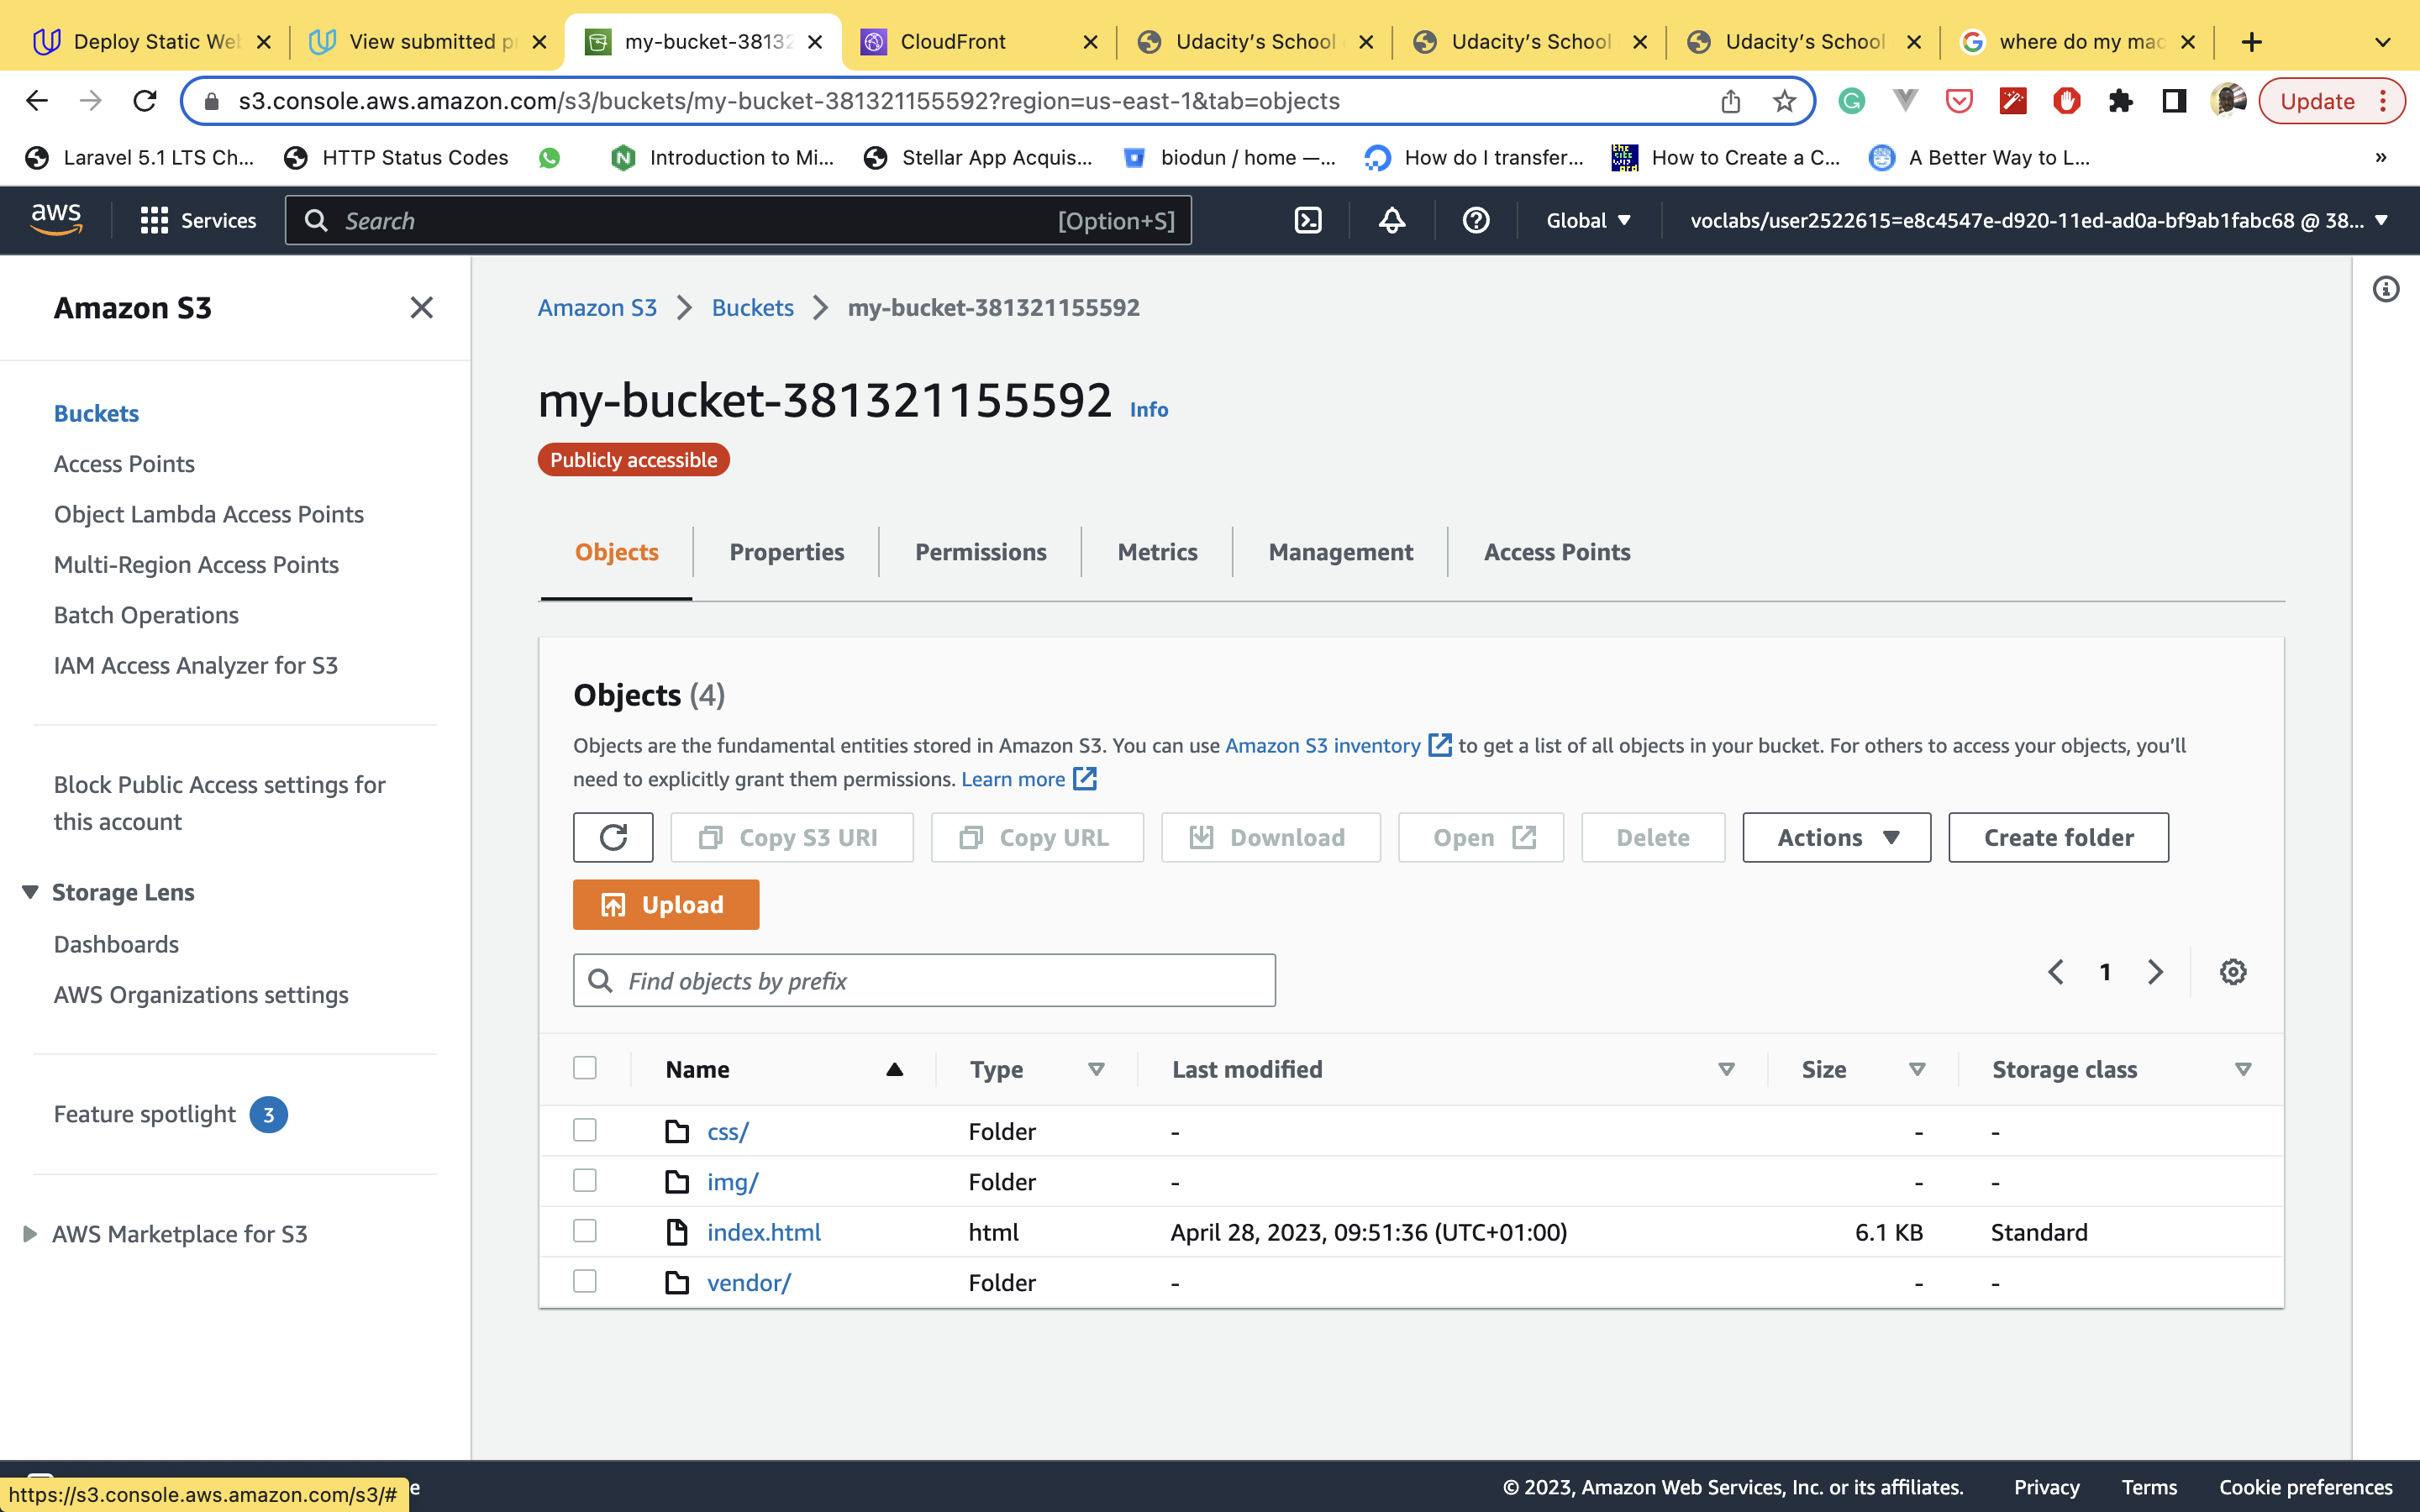 Deploy Static Web
View submitted p
my-bucket-38132
CloudFront
Udacity's School
Udacity's School
Udacity's School
where do my mac
s3.console.aws.amazon.com/s3/buckets/my-bucket-381321155592?region=us-east-1&tab=objects
Update
Laravel 5.1 LTS Ch...
HTTP Status Codes
Introduction to Mi...
Stellar App Acquis...
biodun / home —...
How do I transfer...
How to Create a C...
A Better Way to L...
»
aws
Services
Search
[Option+S]
Global
voclabs/user2522615=e8c4547e-d920-11ed-ad0a-bf9ab1fabc68 @ 38...
Amazon S3
Buckets
Access Points
Object Lambda Access Points
Multi-Region Access Points
Batch Operations
IAM Access Analyzer for S3
Block Public Access settings for
this account
Storage Lens
Dashboards
AWS Organizations settings
Feature spotlight 3
AWS Marketplace for S3
Amazon S3 > Buckets > my-bucket-381321155592
my-bucket-381321155592 Info
Publicly accessible
Objects
Properties
Permissions
Metrics
Management
Access Points
Objects (4)
Objects are the fundamental entities stored in Amazon S3. You can use Amazon S3 inventory to get a list of all objects in your bucket. For others to access your objects, you'll
need to explicitly grant them permissions. Learn more
Copy S3 URI
Copy URL
Download
Open
Delete
Actions
Create folder
Upload
Find objects by prefix
1
Name Type Last modified Size Storage class
css/ Folder - - -
img/ Folder - - -
index.html html April 28, 2023, 09:51:36 (UTC+01:00) 6.1 KB Standard
vendor/ Folder - - -
https://s3.console.aws.amazon.com/s3/#
© 2023, Amazon Web Services, Inc. or its affiliates.
Privacy
Terms
Cookie preferences